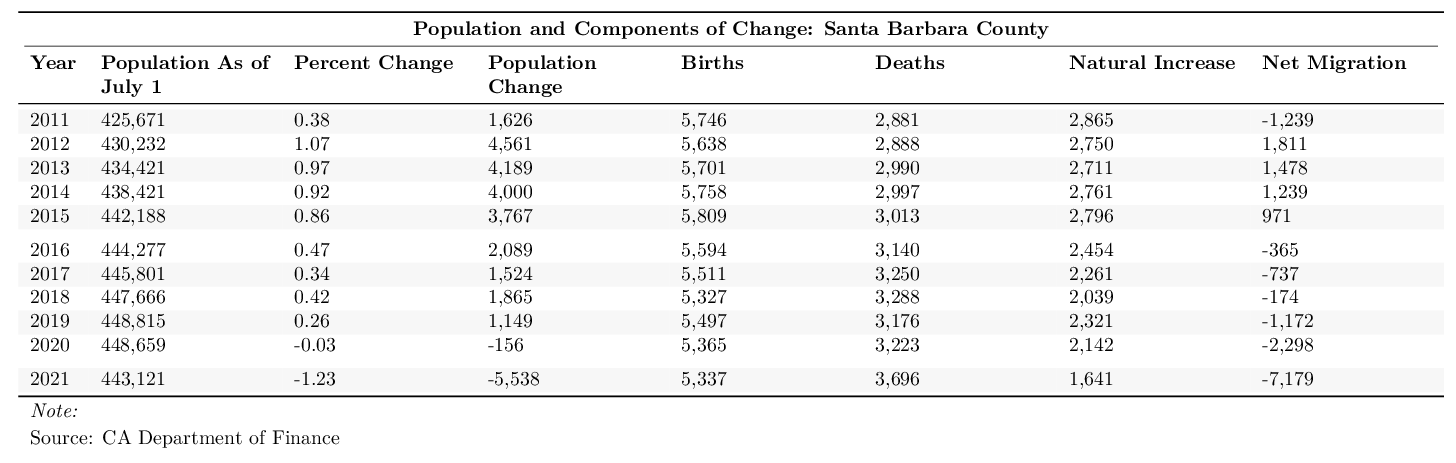 Population and Components of Change: Santa Barbara County
Year Population As of July 1 Percent Change Population Change Births Deaths Natural Increase Net Migration
2011 425,671 0.38 1,626 5,746 2,881 2,865 -1,239
2012 430,232 1.07 4,561 5,638 2,888 2,750 1,811
2013 434,421 0.97 4,189 5,701 2,990 2,711 1,478
2014 438,421 0.92 4,000 5,758 2,997 2,761 1,239
2015 442,188 0.86 3,767 5,809 3,013 2,796 971
2016 444,277 0.47 2,089 5,594 3,140 2,454 -365
2017 445,801 0.34 1,524 5,511 3,250 2,261 -737
2018 447,666 0.42 1,865 5,327 3,288 2,039 -174
2019 448,815 0.26 1,149 5,497 3,176 2,321 -1,172
2020 448,659 -0.03 -156 5,365 3,223 2,142 -2,298
2021 443,121 -1.23 -5,538 5,337 3,696 1,641 -7,179
Note:
Source: CA Department of Finance